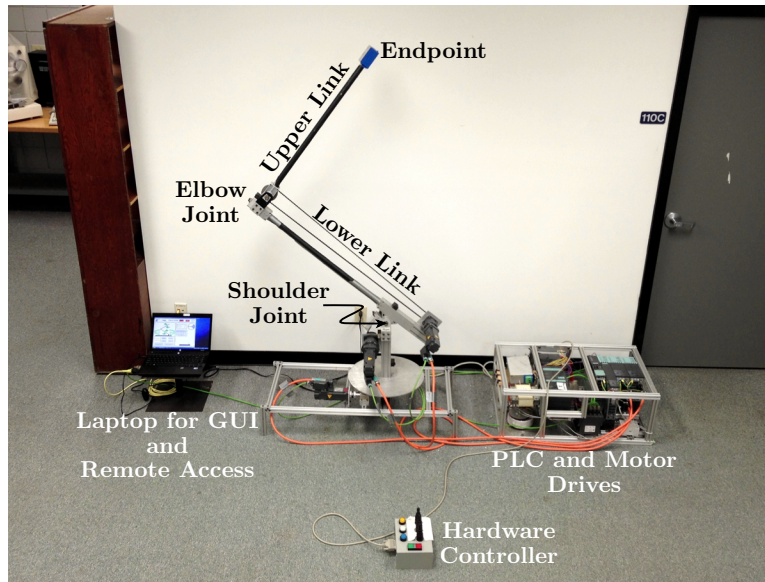 Endpoint
Upper Link
110C
Elbow
Joint
Lower Link
Shoulder
Joint
Laptop for GUI
and
Remote Access
PLC and Motor
Drives
Hardware
Controller